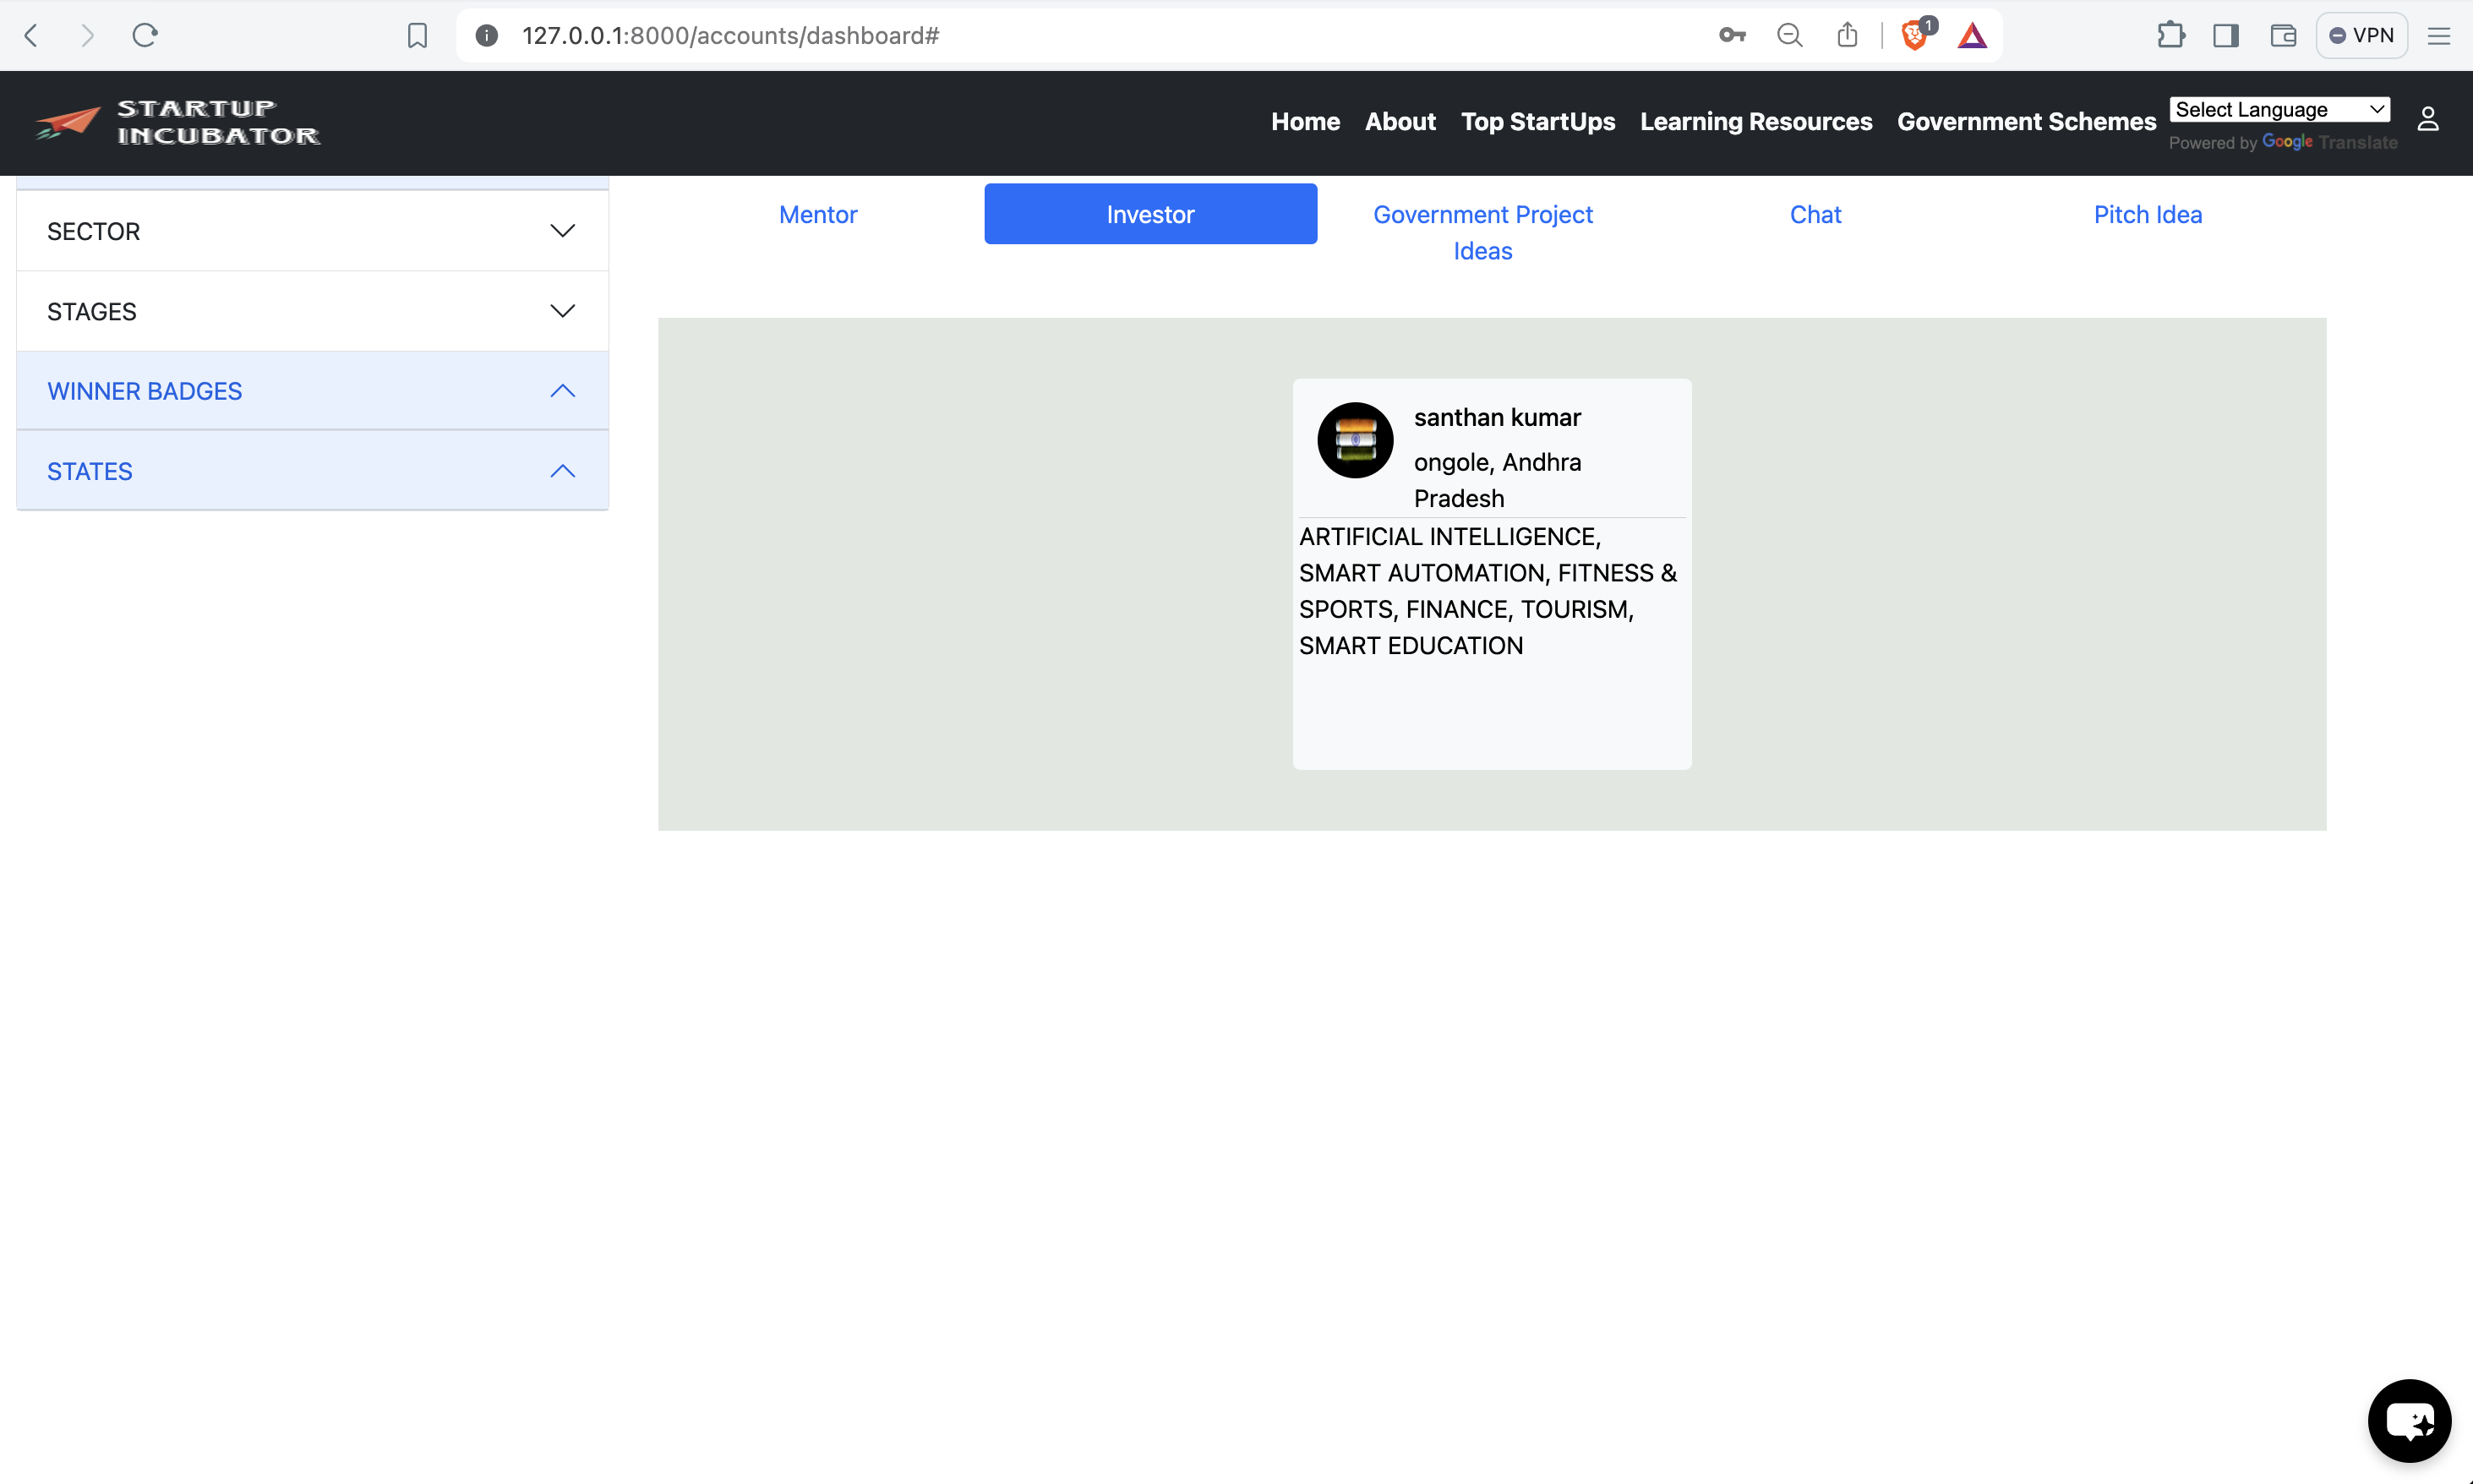 127.0.0.1:8000/accounts/dashboard#
1
VPN
STARTUP
INCUBATOR
Home
About
Top StartUps
Learning Resources
Government Schemes
Select Language
Powered by Google Translate
SECTOR
STAGES
WINNER BADGES
STATES
Mentor
Investor
Government Project
Ideas
Chat
Pitch Idea
santhan kumar
ongole, Andhra
Pradesh
ARTIFICIAL INTELLIGENCE,
SMART AUTOMATION, FITNESS &
SPORTS, FINANCE, TOURISM,
SMART EDUCATION